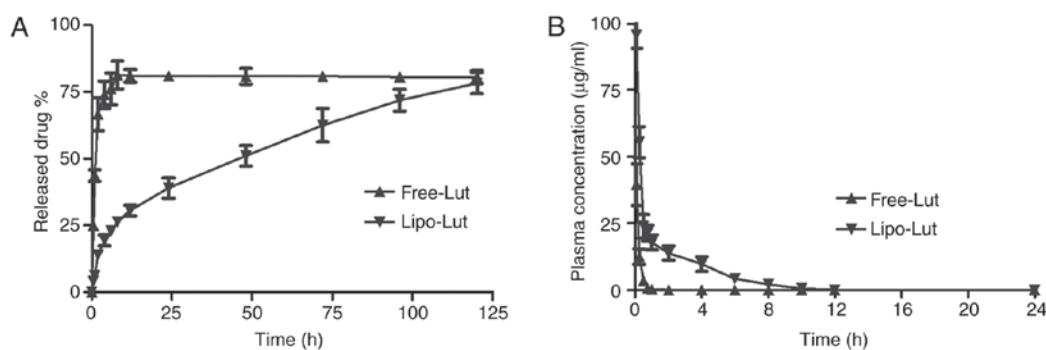 A
Released drug %
100
75
50
25
0
0 25 50 75 100 125
Time (h)
Free-Lut
Lipo-Lut
B
Plasma concentration (µg/ml)
100
75
50
25
0
0 4 8 12 16 20 24
Time (h)
Free-Lut
Lipo-Lut